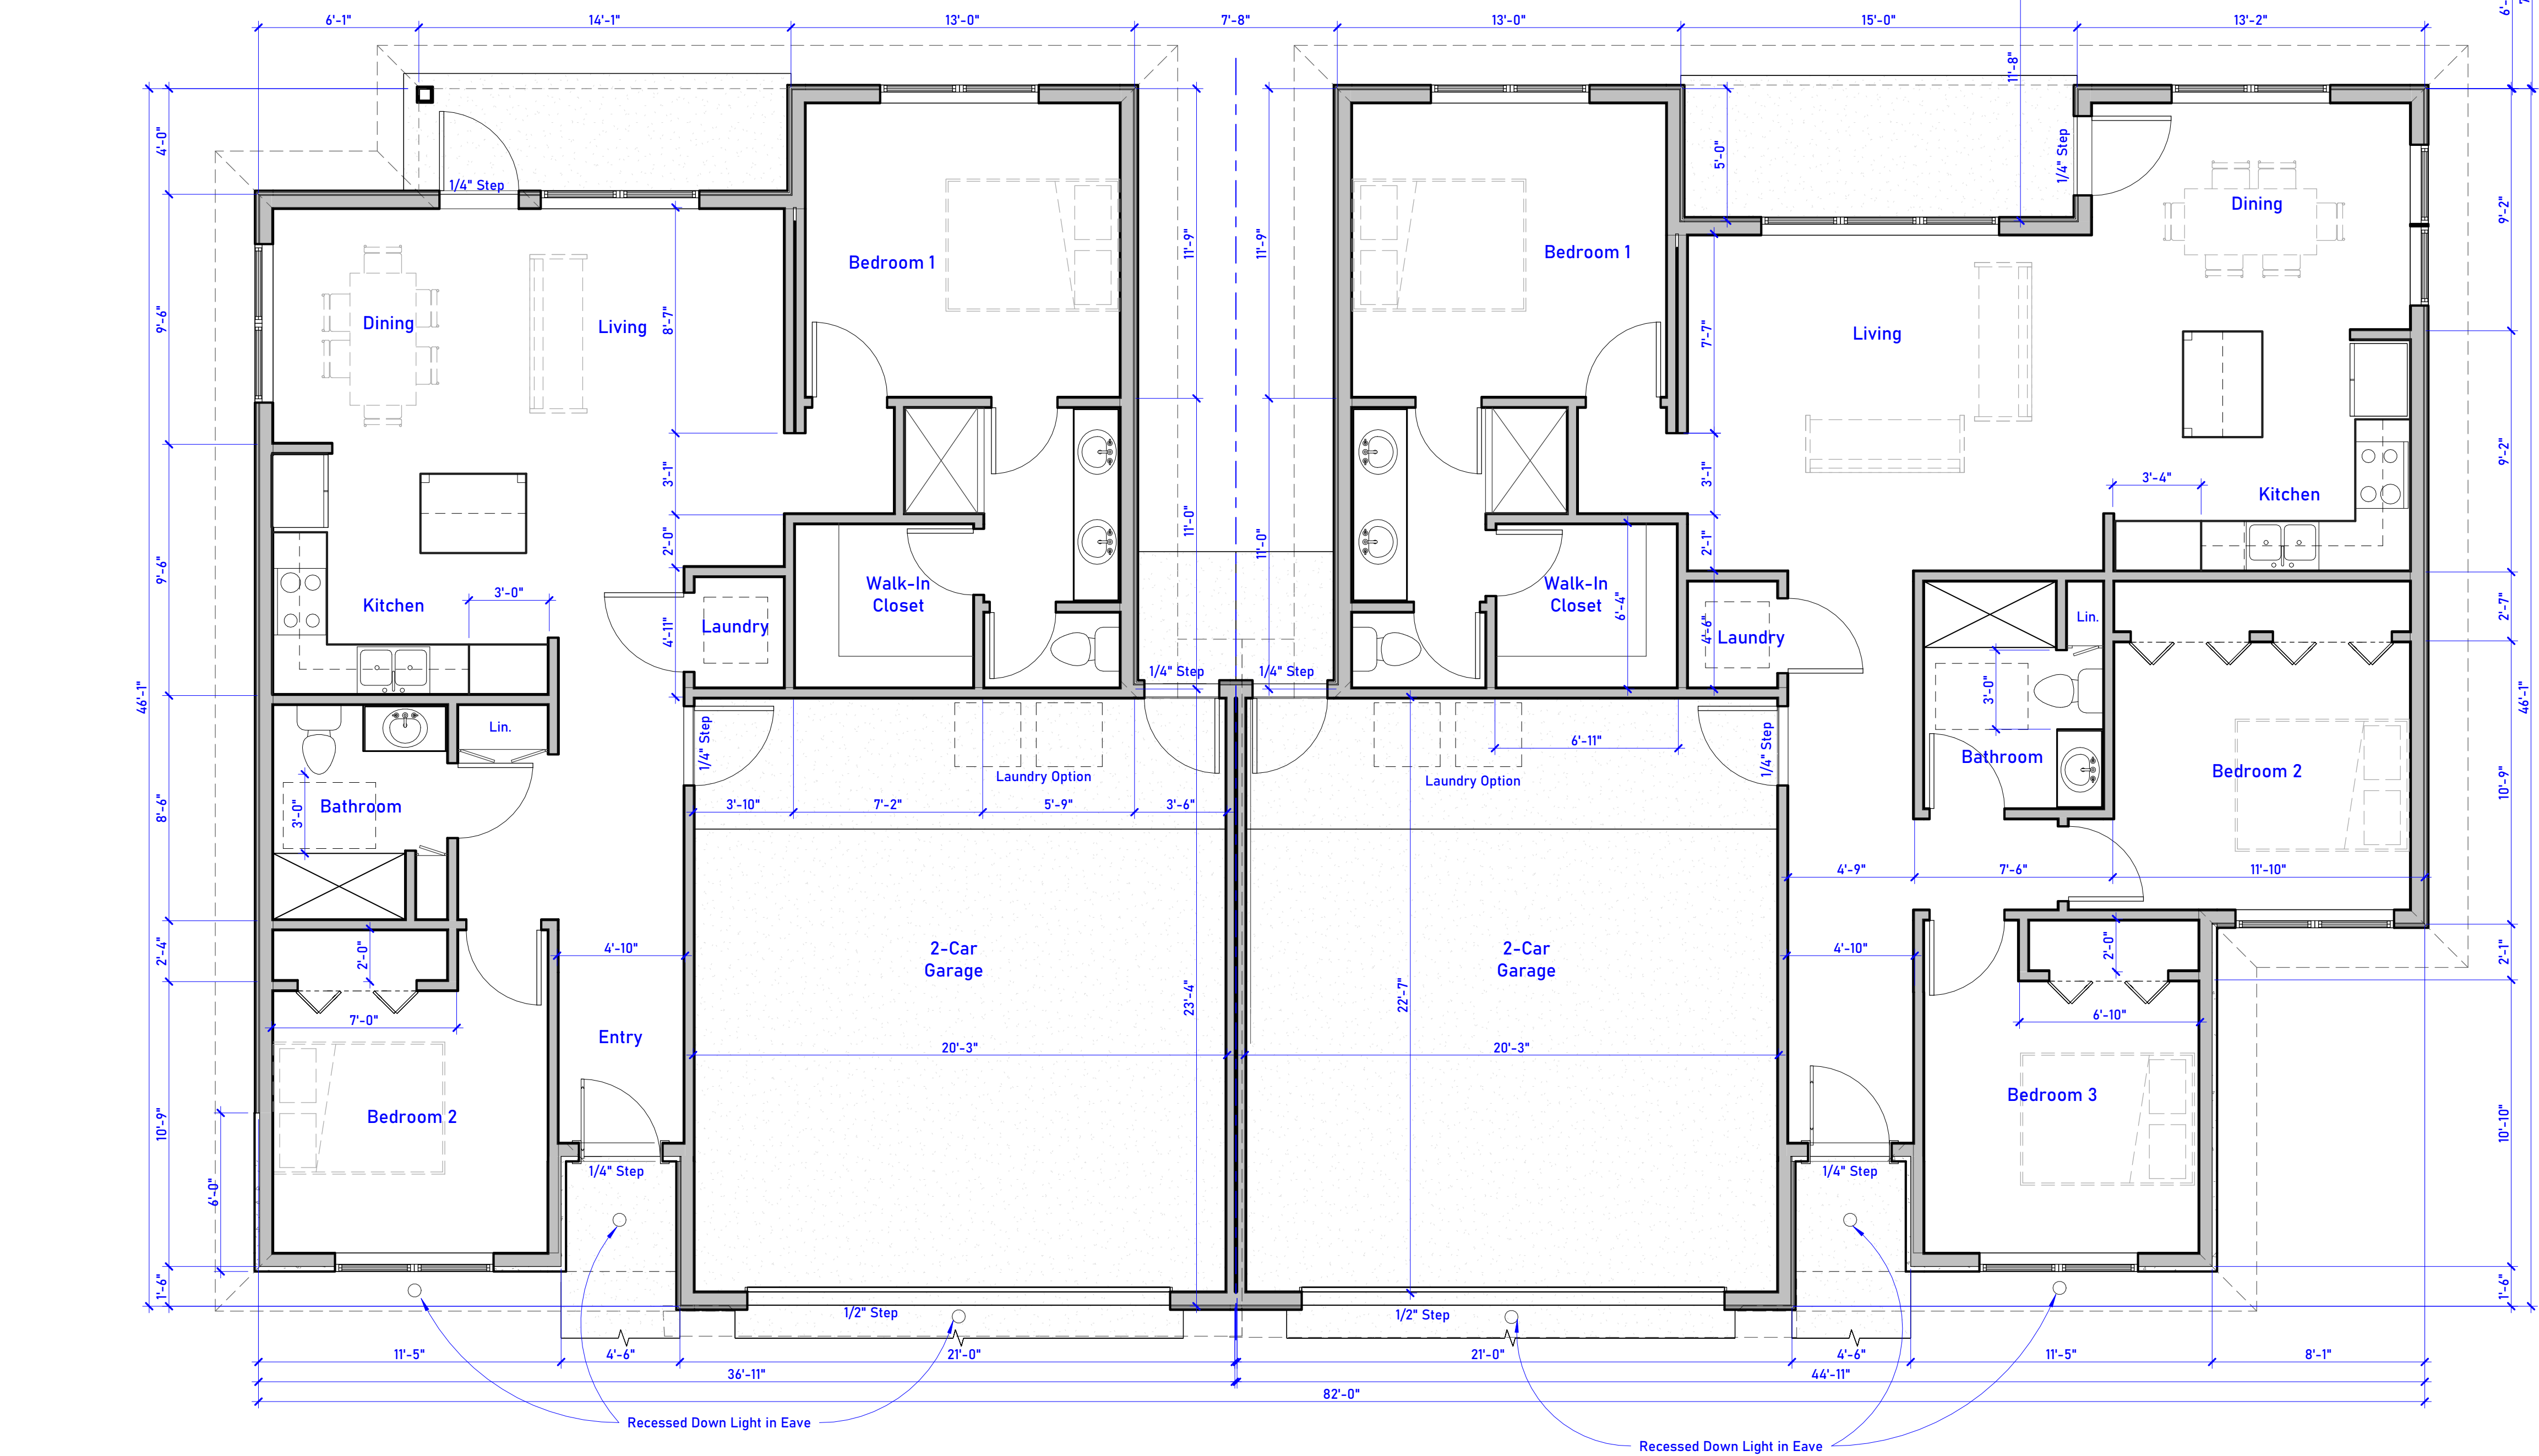 6'-1"
14'-1"
13'-0"
7'-8"
13'-0"
15'-0"
13'-2"
1'-8"
4'-0"
1/4" Step
5'-0"
1/4" Step
Dining
9'-2"
11'-9"
11'-9"
Bedroom 1
Bedroom 1
9'-6"
Dining
Living
8'-7"
7'-7"
Living
46'-1"
3'-1"
3'-1"
9'-2"
3'-4"
Kitchen
11'-0"
11'-0"
2'-0"
2'-1"
9'-6"
Kitchen
3'-0"
4'-11"
Laundry
Walk-In
Closet
Walk-In
Closet
6'-4"
4'-6"
Laundry
Lin.
2'-7"
1/4" Step
1/4" Step
3'-0"
46'-1"
Lin.
1/4" Step
6'-11"
1/4" Step
Bathroom
Bedroom 2
Laundry Option
Laundry Option
10'-9"
8'-6"
3'-0"
Bathroom
3'-10"
7'-2"
5'-9"
3'-6"
4'-9"
7'-6"
11'-10"
2'-4"
2'-0"
4'-10"
2-Car
Garage
2-Car
Garage
4'-10"
2'-0"
2'-1"
23'-4"
22'-7"
7'-0"
6'-10"
Entry
20'-3"
20'-3"
10'-9"
Bedroom 2
Bedroom 3
10'-10"
6'-0"
1/4" Step
1/4" Step
1'-6"
1/2" Step
1/2" Step
1'-6"
11'-5"
4'-6"
21'-0"
21'-0"
4'-6"
11'-5"
8'-1"
36'-11"
44'-11"
82'-0"
Recessed Down Light in Eave
Recessed Down Light in Eave